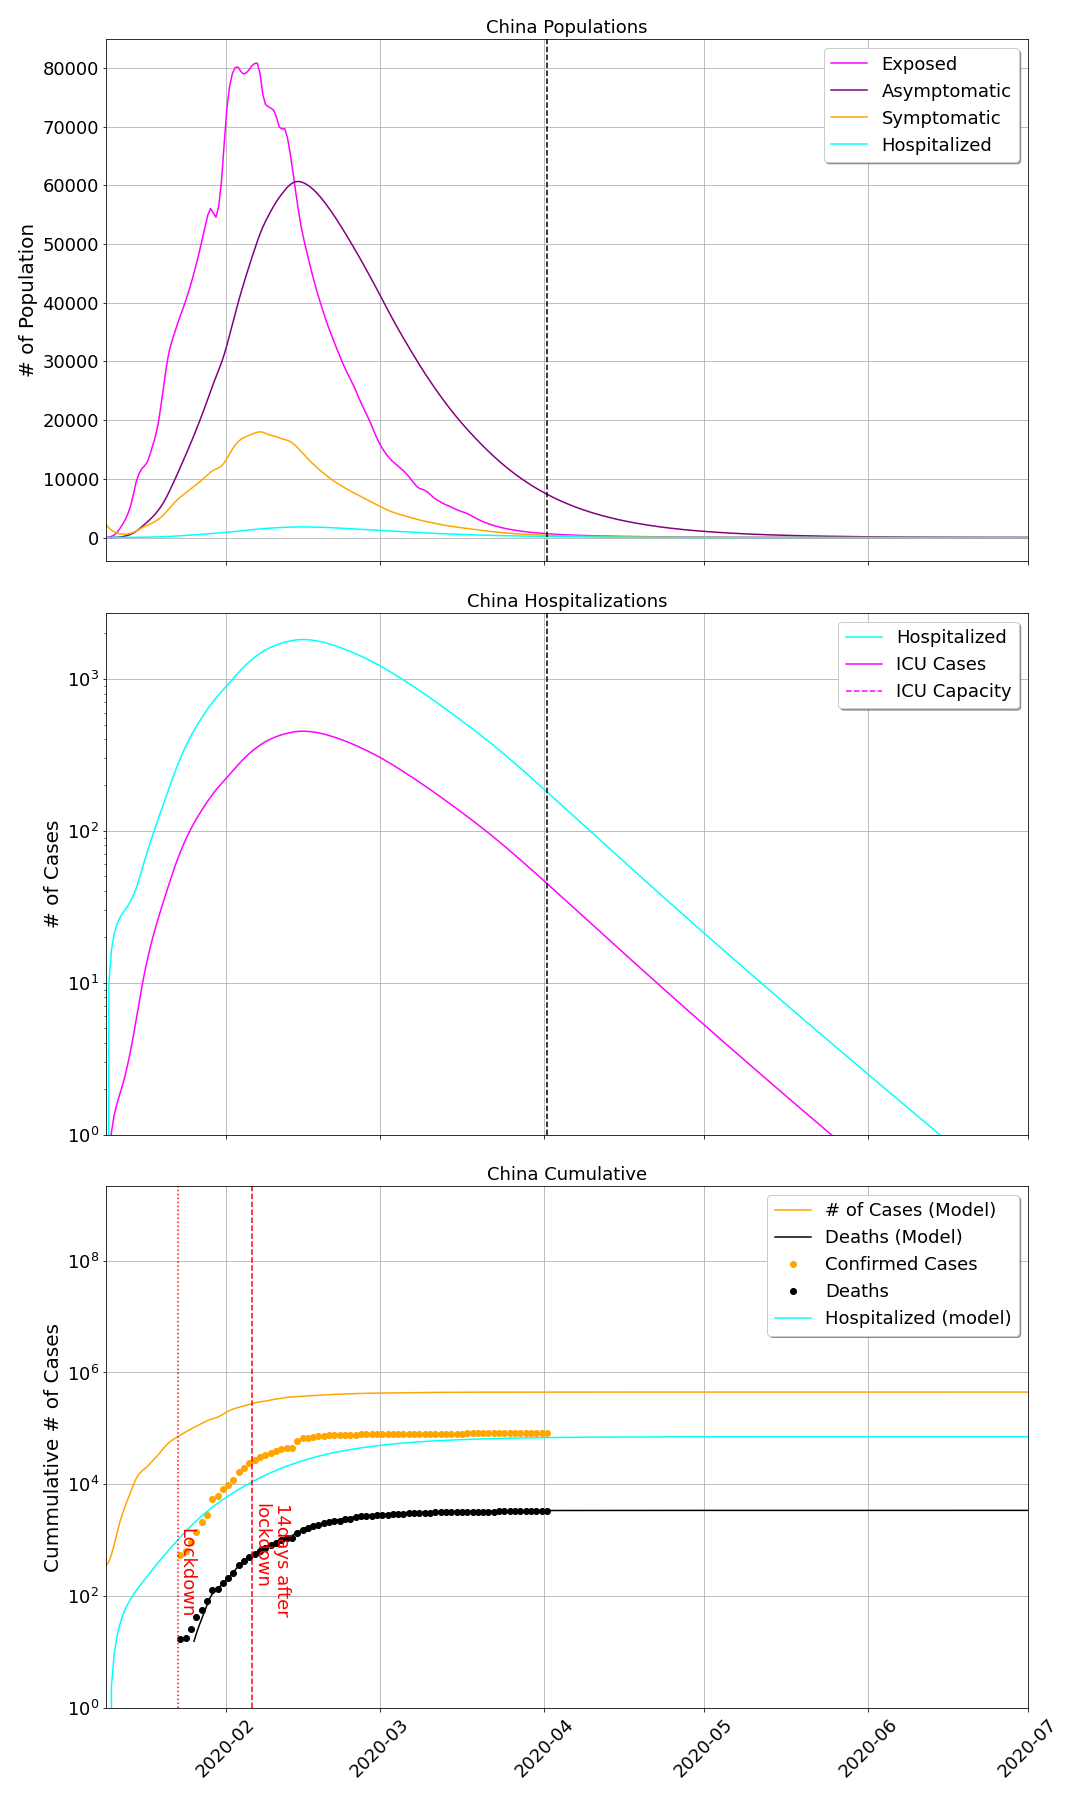 China Populations
80000
70000
60000
50000
40000
30000
20000
10000
0
# of Population
Exposed
Asymptomatic
Symptomatic
Hospitalized
China Hospitalizations
10³
10²
10¹
10⁰
# of Cases
Hospitalized
ICU Cases
ICU Capacity
China Cumulative
10⁸
10⁶
10⁴
10²
10⁰
Cummulative # of Cases
# of Cases (Model)
Deaths (Model)
Confirmed Cases
Deaths
Hospitalized (model)
Lockdown
14days after
lockdown
2020-02
2020-03
2020-04
2020-05
2020-06
2020-07